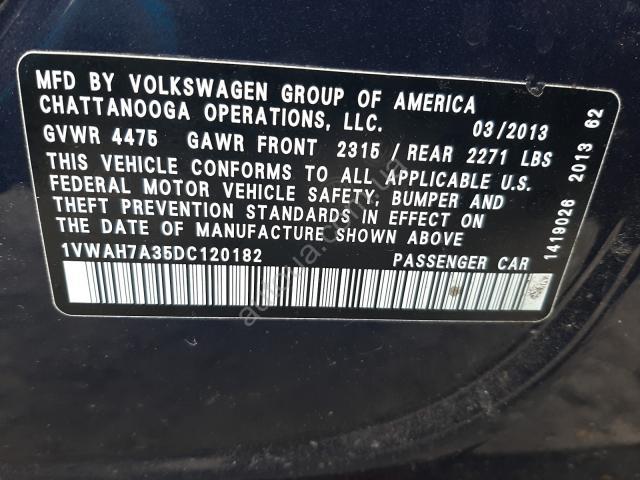 MFD BY VOLKSWAGEN GROUP OF AMERICA
CHATTANOOGA OPERATIONS, LLC. 03/2013
GVWR 4475 GAWR FRONT 2315 / REAR 2271 LBS
THIS VEHICLE CONFORMS TO ALL APPLICABLE U.S.
FEDERAL MOTOR VEHICLE SAFETY, BUMPER AND
THEFT PREVENTION STANDARDS IN EFFECT ON
THE DATE OF MANUFACTURE SHOWN ABOVE
1VWAH7A35DC120182 PASSENGER CAR
1419026 2013 62